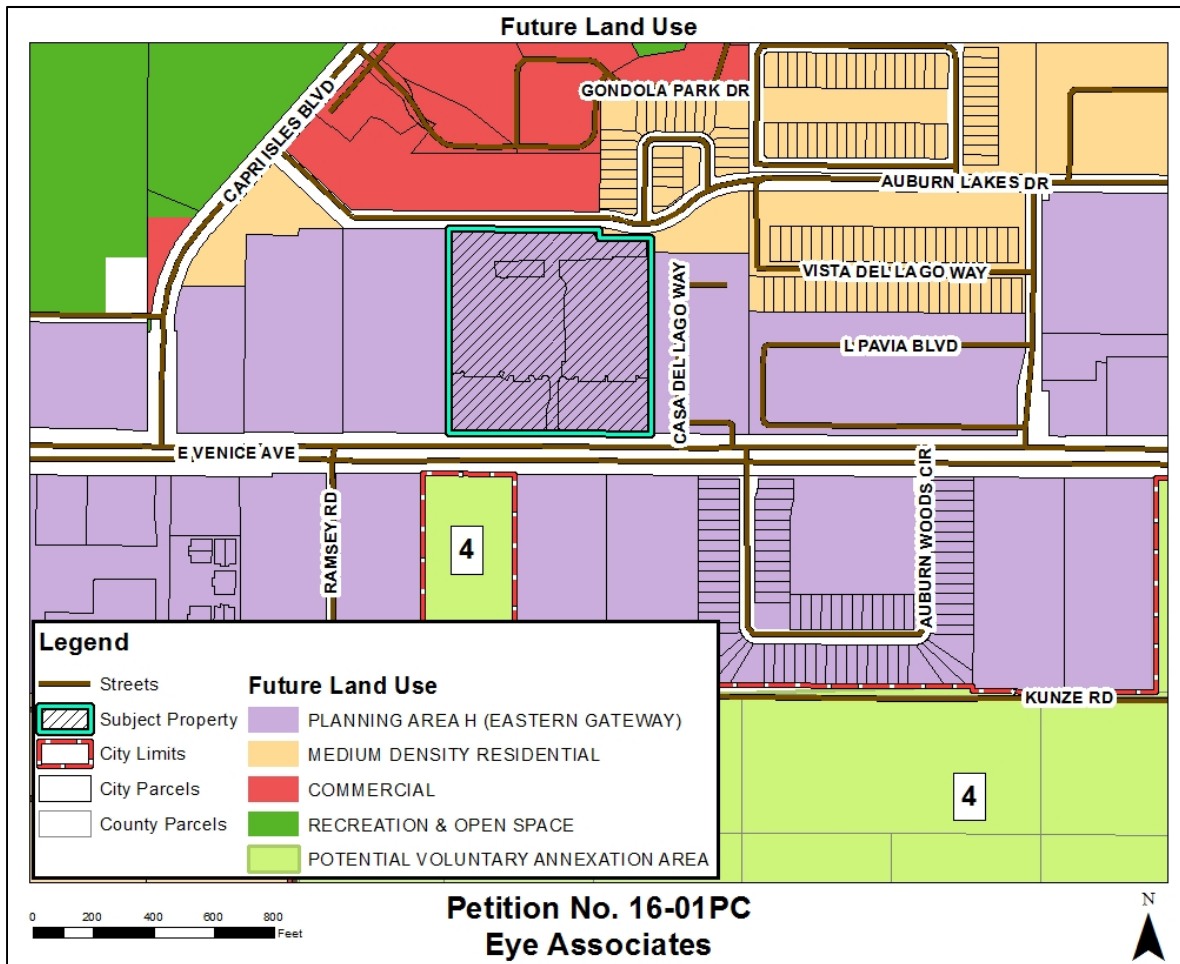 Future Land Use
GONDOLA PARK DR
CAPRI ISLES BLVD
AUBURN LAKES DR
VISTA DEL LAGO WAY
CASA DEL LAGO WAY
L PAVIA BLVD
E VENICE AVE
RAMSEY RD
4
AUBURN WOODS CIR
KUNZE RD
4
Legend
Streets
Subject Property
City Limits
City Parcels
County Parcels
Future Land Use
PLANNING AREA H (EASTERN GATEWAY)
MEDIUM DENSITY RESIDENTIAL
COMMERCIAL
RECREATION & OPEN SPACE
POTENTIAL VOLUNTARY ANNEXATION AREA
0 200 400 600 800
Feet
Petition No. 16-01PC
Eye Associates
N